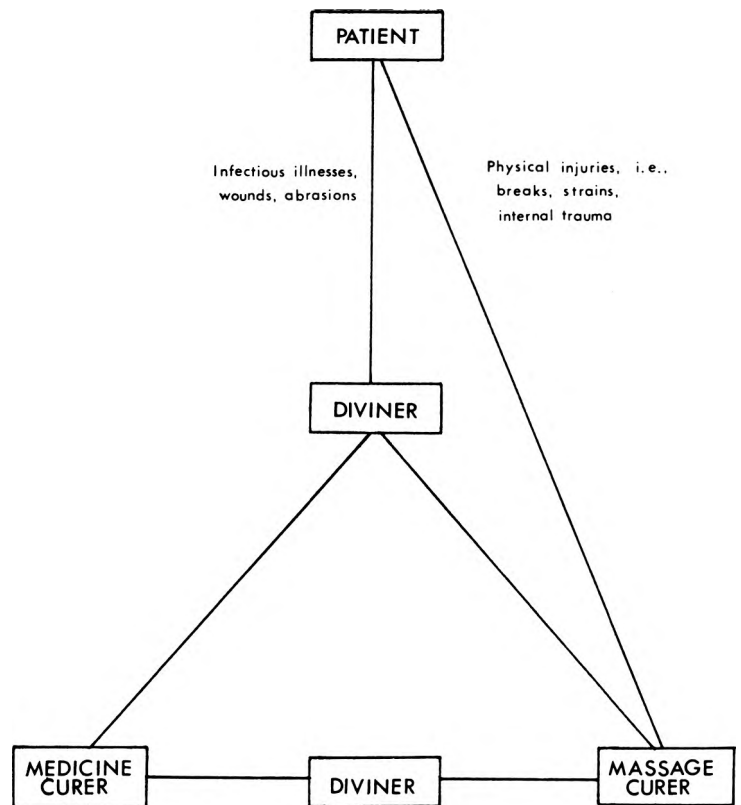 PATIENT
Infectious illnesses,
wounds, abrasions
Physical injuries, i.e.,
breaks, strains,
internal trauma
DIVINER
MEDICINE
CURER
DIVINER
MASSAGE
CURER